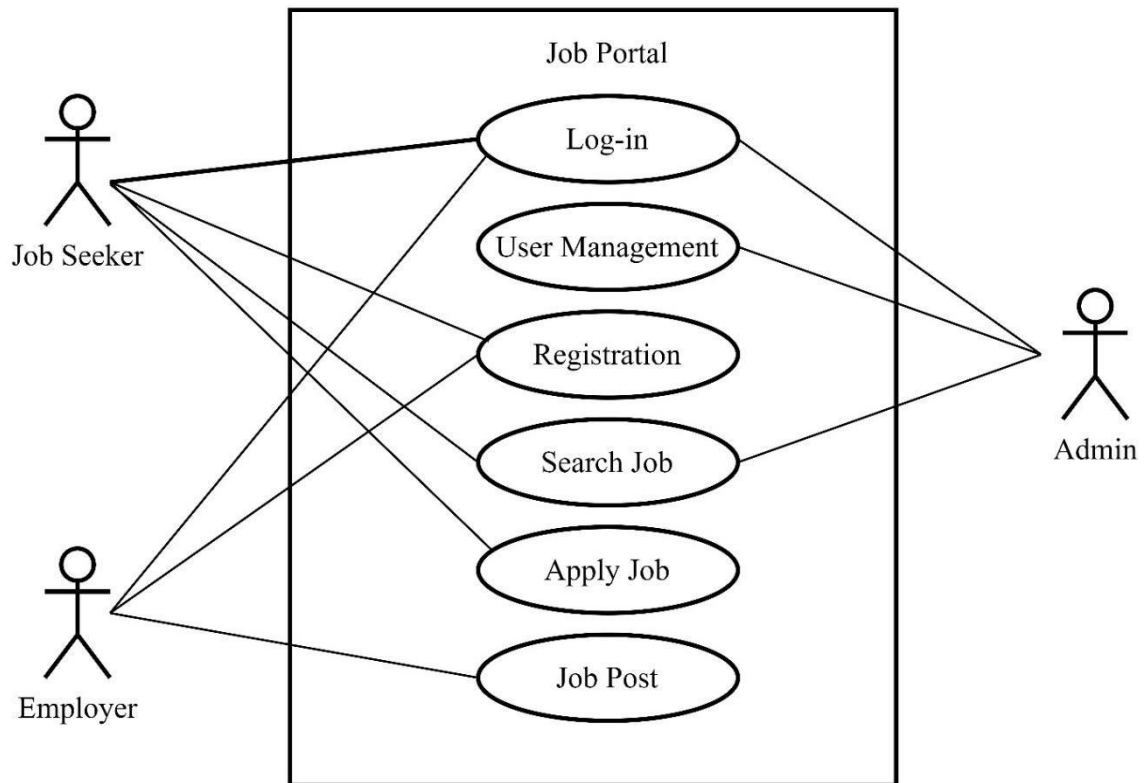 Job Portal
Log-in
Job Seeker
User Management
Registration
Admin
Search Job
Apply Job
Job Post
Employer